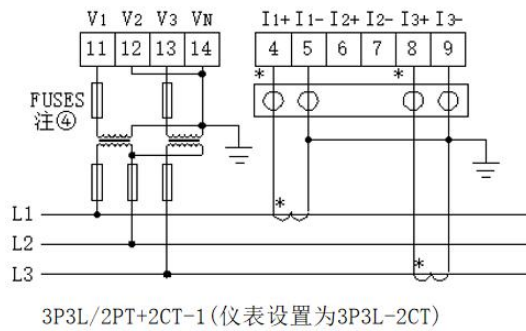 V1 V2 V3 VN I1+ I1- I2+ I2- I3+ I3-
11 12 13 14 4 5 6 7 8 9
* *
FUSES
注④
*
L1
L2
*
L3
3P3L/2PT+2CT-1(仪表设置为3P3L-2CT)